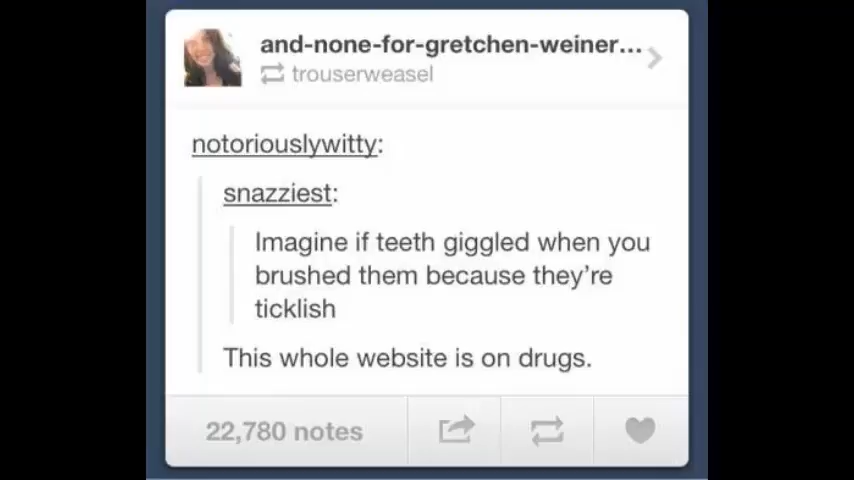 and-none-for-gretchen-weiner...
trouserweasel
notoriouslywitty:
snazziest:
Imagine if teeth giggled when you
brushed them because they’re
ticklish
This whole website is on drugs.
22,780 notes